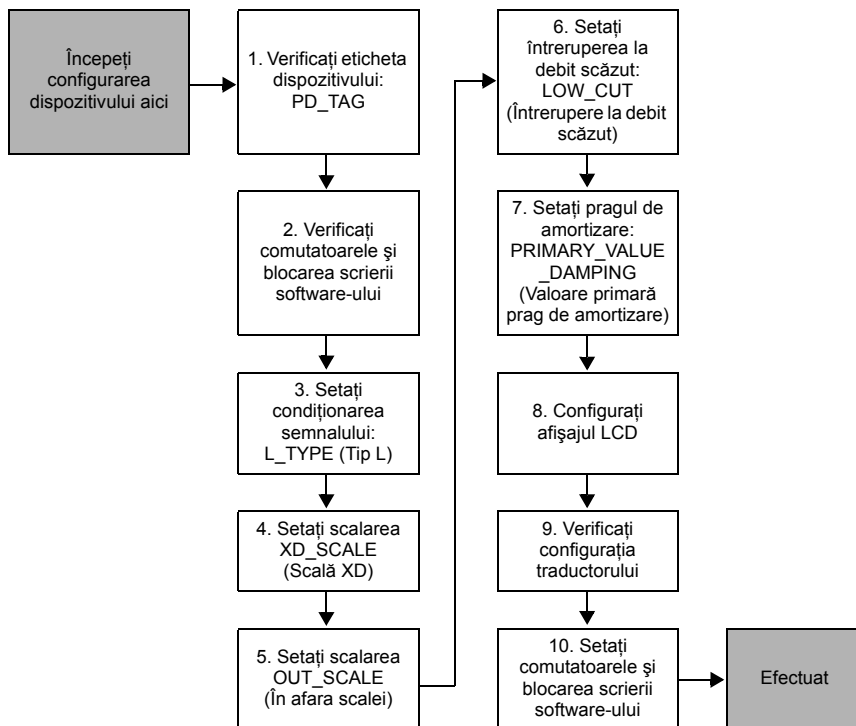 Începeți
configurarea
dispozitivului aici
1. Verificați eticheta
dispozitivului:
PD_TAG
2. Verificați
comutatoarele şi
blocarea scrierii
software-ului
3. Setați
condiționarea
semnalului:
L_TYPE (Tip L)
4. Setați scalarea
XD_SCALE
(Scală XD)
5. Setați scalarea
OUT_SCALE
(În afara scalei)
6. Setați
întreruperea la
debit scăzut:
LOW_CUT
(Întrerupere la debit
scăzut)
7. Setați pragul de
amortizare:
PRIMARY_VALUE
_DAMPING
(Valoare primară
prag de amortizare)
8. Configurați
afişajul LCD
9. Verificați
configurația
traductorului
10. Setați
comutatoarele şi
blocarea scrierii
software-ului
Efectuat